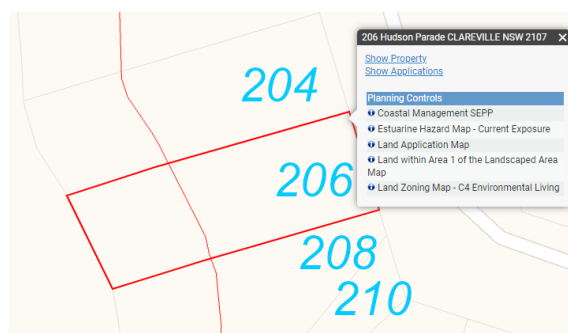 206 Hudson Parade CLAREVILLE NSW 2107
Show Property
Show Applications
Planning Controls
Coastal Management SEPP
Estuarine Hazard Map - Current Exposure
Land Application Map
Land within Area 1 of the Landscaped Area
Map
Land Zoning Map - C4 Environmental Living
204
206
208
210